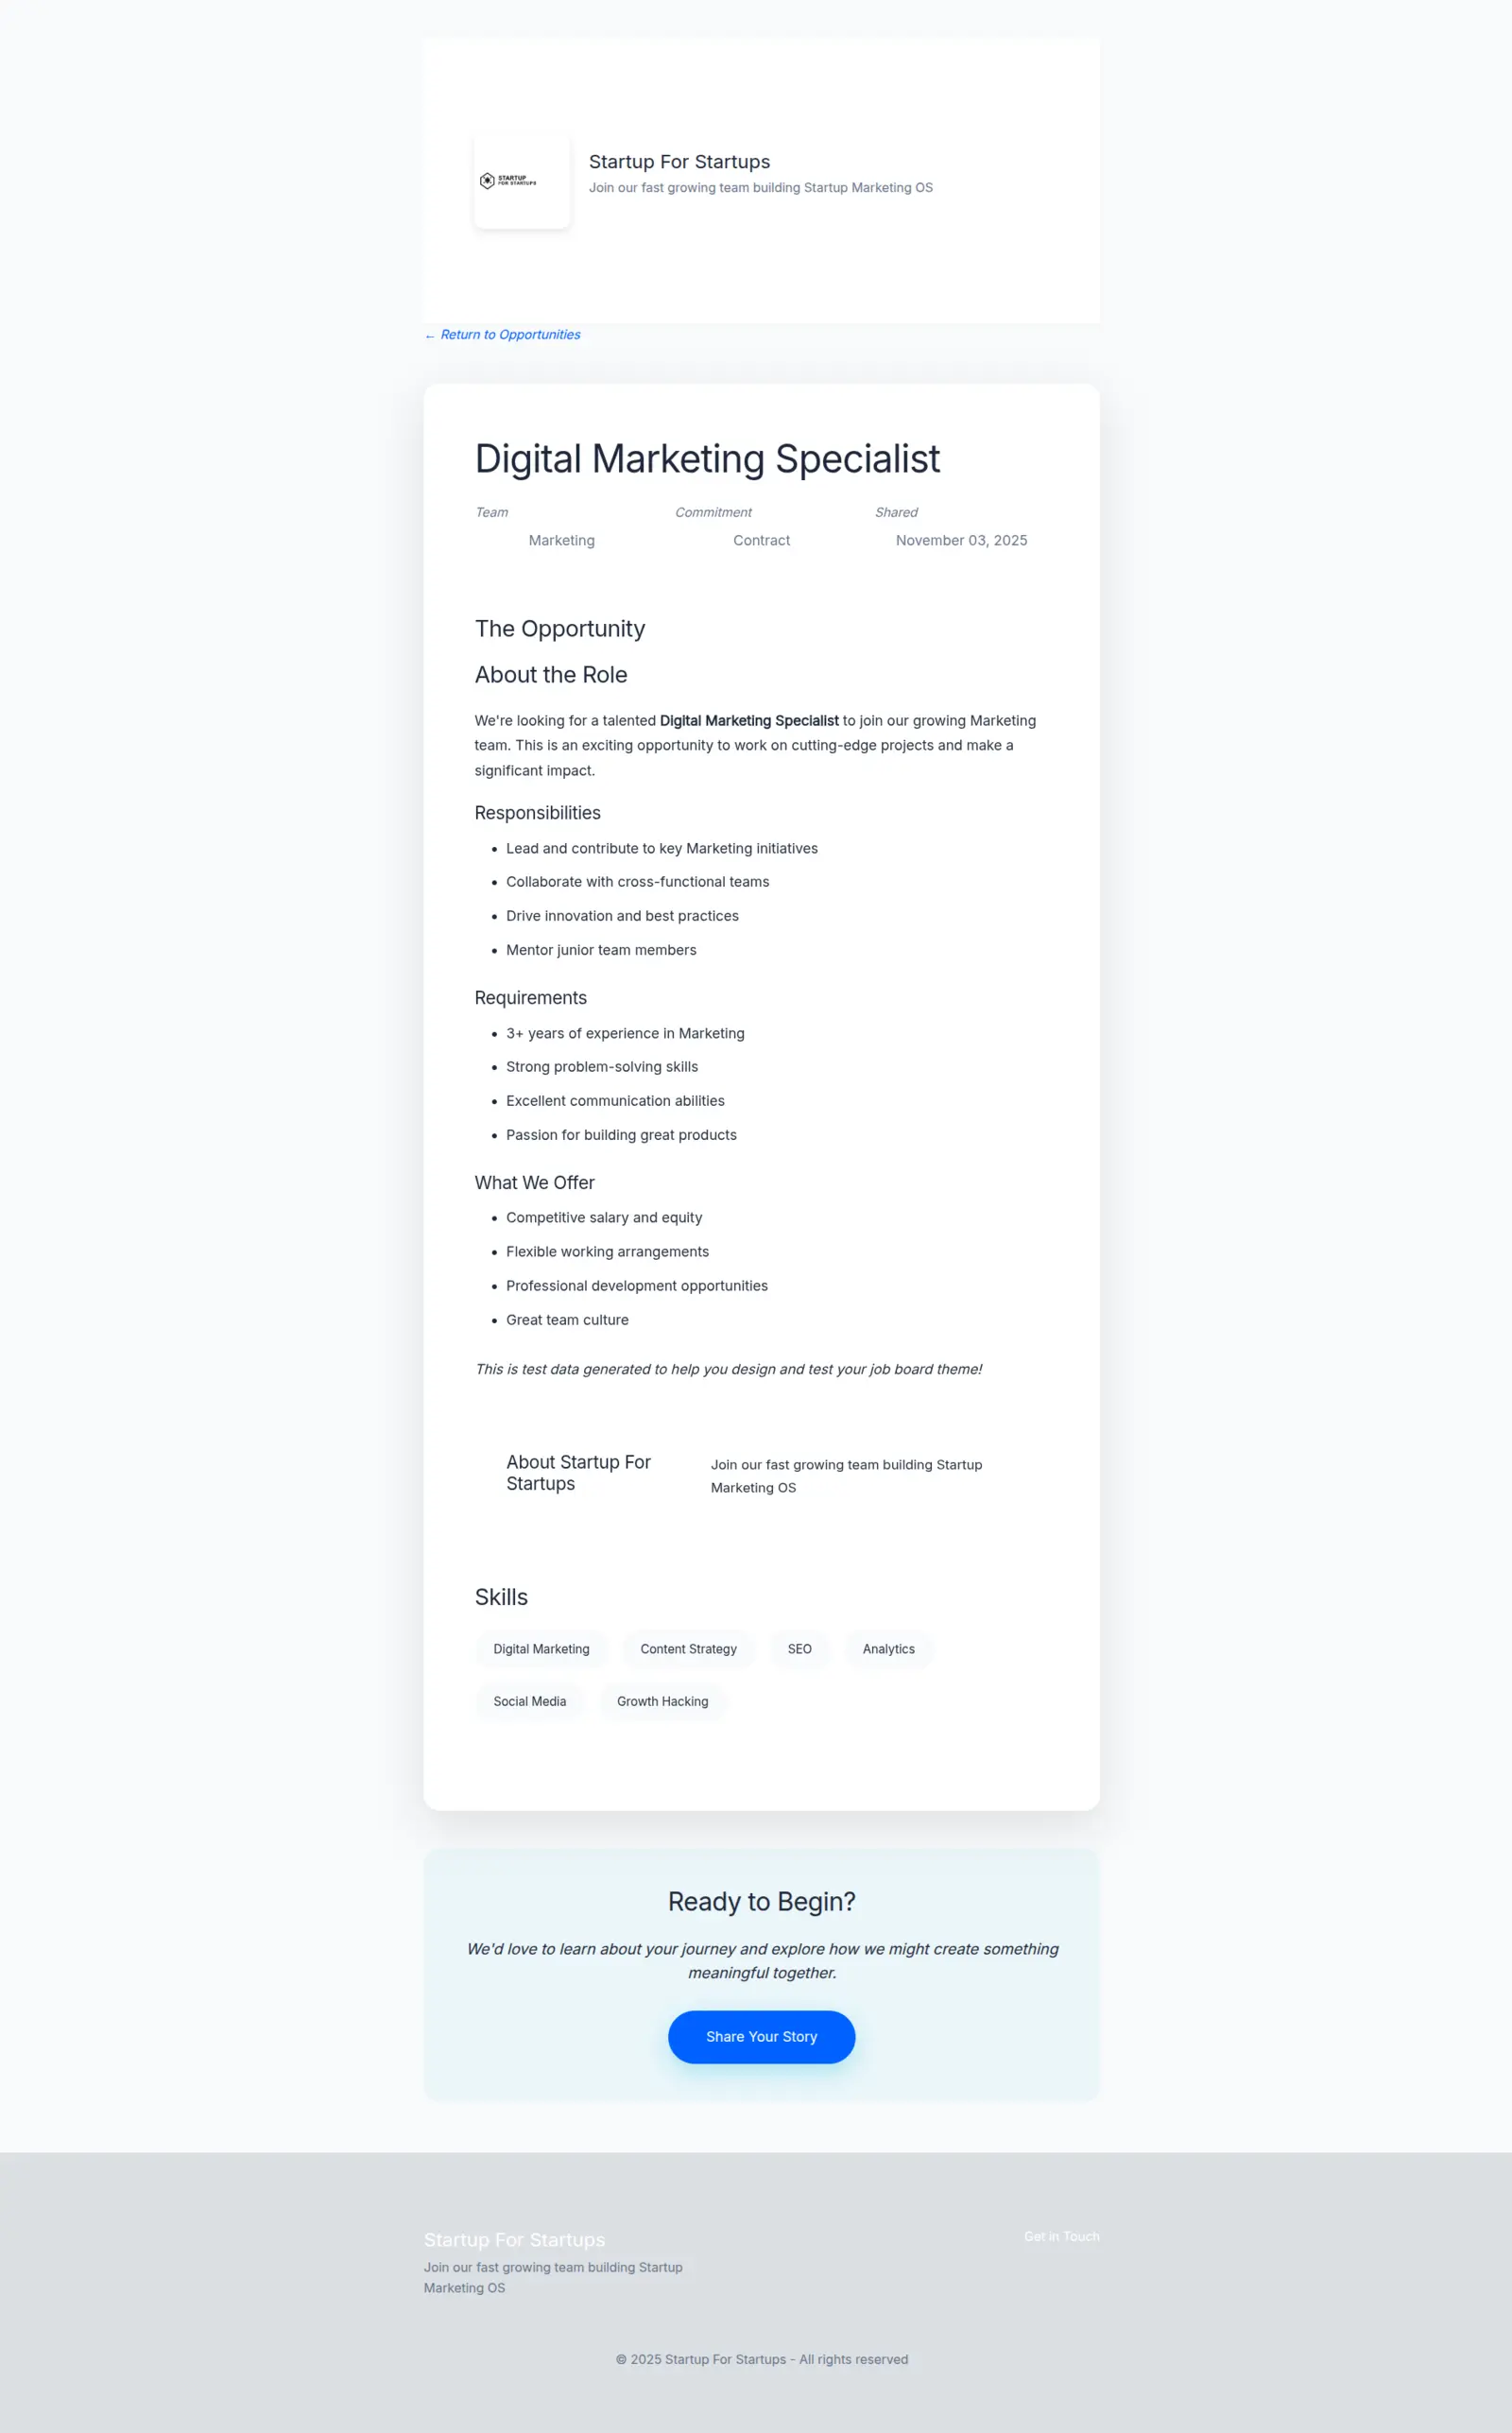 STARTUP
FOR STARTUPS
Startup For Startups
Join our fast growing team building Startup Marketing OS
← Return to Opportunities
Digital Marketing Specialist
Team
Commitment
Shared
Marketing
Contract
November 03, 2025
The Opportunity
About the Role
We're looking for a talented Digital Marketing Specialist to join our growing Marketing
team. This is an exciting opportunity to work on cutting-edge projects and make a
significant impact.
Responsibilities
• Lead and contribute to key Marketing initiatives
• Collaborate with cross-functional teams
• Drive innovation and best practices
• Mentor junior team members
Requirements
• 3+ years of experience in Marketing
• Strong problem-solving skills
• Excellent communication abilities
• Passion for building great products
What We Offer
• Competitive salary and equity
• Flexible working arrangements
• Professional development opportunities
• Great team culture
This is test data generated to help you design and test your job board theme!
About Startup For
Startups
Join our fast growing team building Startup
Marketing OS
Skills
Digital Marketing
Content Strategy
SEO
Analytics
Social Media
Growth Hacking
Ready to Begin?
We'd love to learn about your journey and explore how we might create something
meaningful together.
Share Your Story
Startup For Startups
Get in Touch
Join our fast growing team building Startup
Marketing OS
© 2025 Startup For Startups - All rights reserved